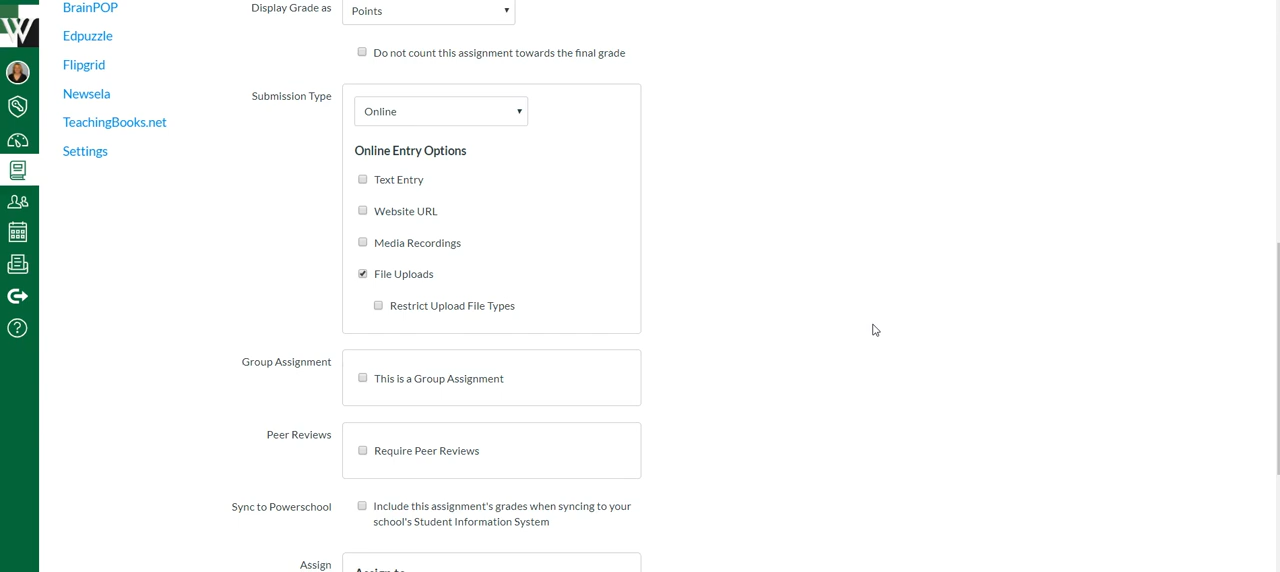 W
BrainPOP
Edpuzzle
Flipgrid
Newsela
TeachingBooks.net
Settings
Display Grade as
Points
Do not count this assignment towards the final grade
Submission Type
Online
Online Entry Options
Text Entry
Website URL
Media Recordings
File Uploads
Restrict Upload File Types
Group Assignment
This is a Group Assignment
Peer Reviews
Require Peer Reviews
Sync to Powerschool
Include this assignment's grades when syncing to your
school's Student Information System
Assign
Assign to